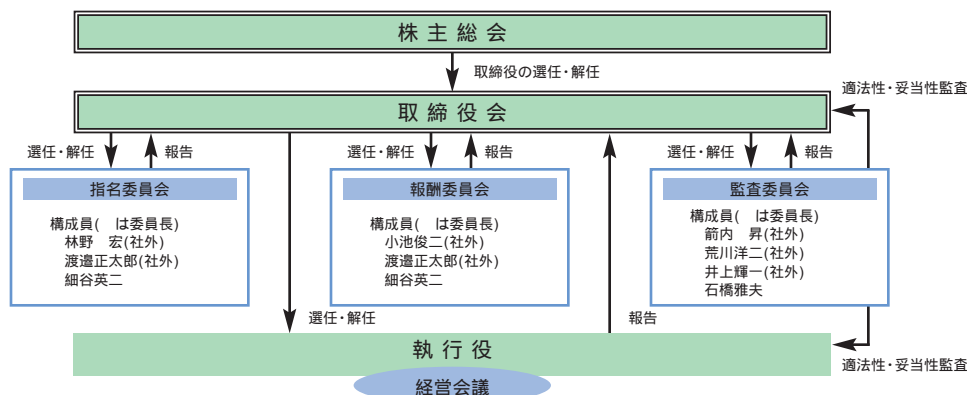 株主総会
取締役の選任・解任
適法性・妥当性監査
取締役会
選任・解任
報告
選任・解任
報告
選任・解任
報告
指名委員会
構成員(　は委員長)
林野　宏(社外)
渡邉正太郎(社外)
細谷英二
報酬委員会
構成員(　は委員長)
小池俊二(社外)
渡邉正太郎(社外)
細谷英二
監査委員会
構成員(　は委員長)
箭内　昇(社外)
荒川洋二(社外)
井上輝一(社外)
石橋雅夫
選任・解任
報告
執行役
適法性・妥当性監査
経営会議